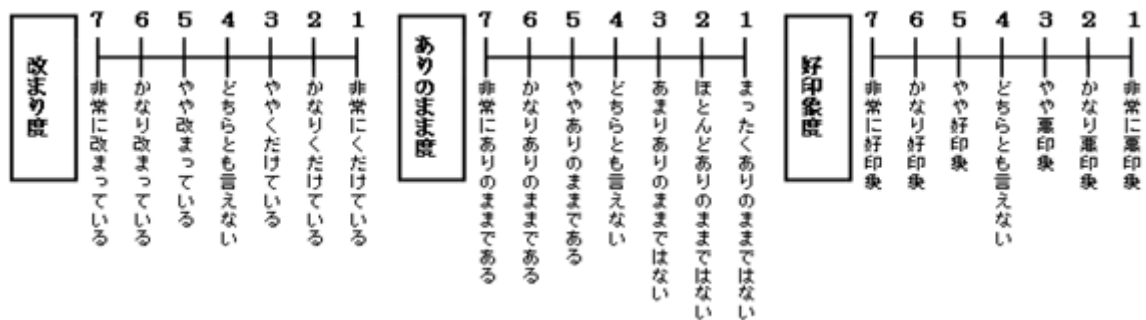 改まり度
7 6 5 4 3 2 1
非常に改まっている
かなり改まっている
やや改まっている
どちらとも言えない
ややくだけている
かなりくだけている
非常にくだけている
ありのまま度
7 6 5 4 3 2 1
非常にありのままである
かなりありのままである
ややありのままである
どちらとも言えない
あまりありのままではない
ほとんどありのままではない
まったくありのままではない
好印象度
7 6 5 4 3 2 1
非常に好印象
かなり好印象
やや好印象
どちらとも言えない
やや悪印象
かなり悪印象
非常に悪印象